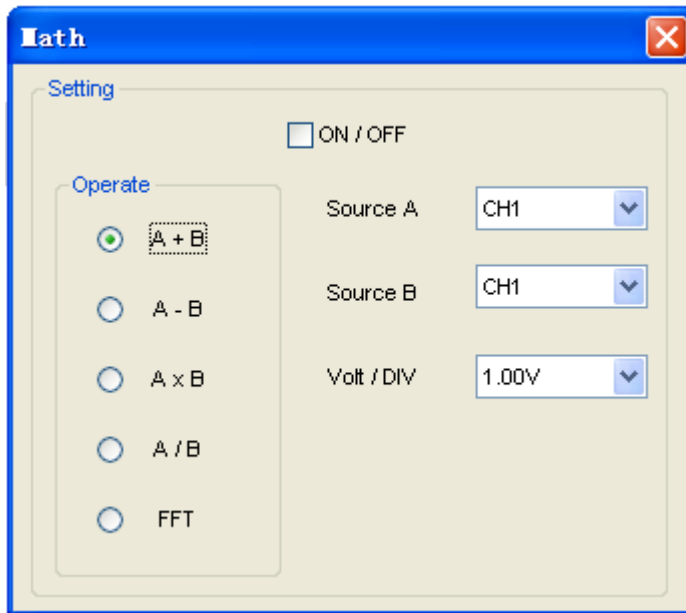 Math
Setting
ON / OFF
Operate
A + B
A - B
A x B
A / B
FFT
Source A
CH1
Source B
CH1
Volt / DIV
1.00V